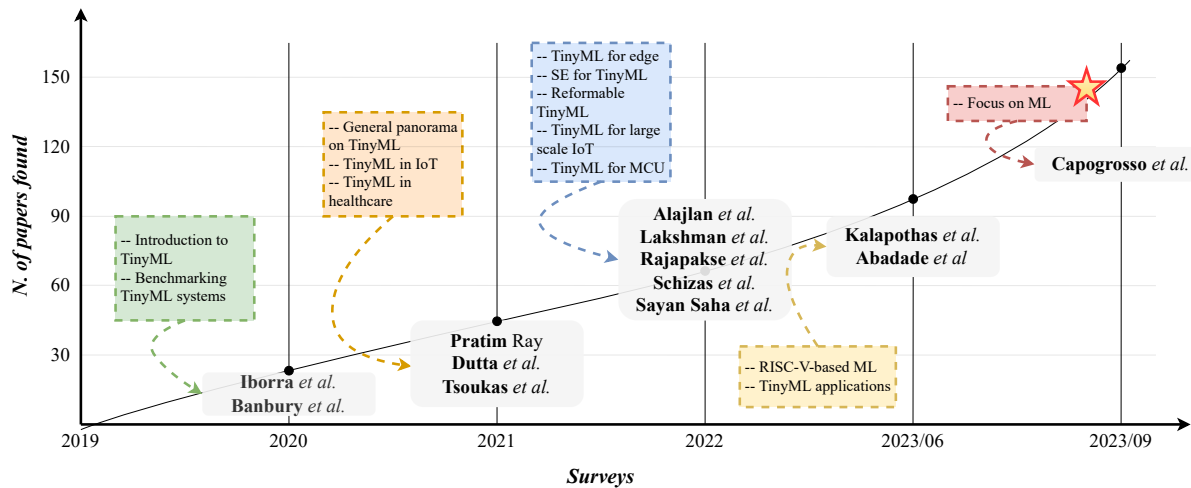 N. of papers found
150
120
90
60
30
-- Introduction to
TinyML
-- Benchmarking
TinyML systems
-- General panorama
on TinyML
-- TinyML in IoT
-- TinyML in
healthcare
-- TinyML for edge
-- SE for TinyML
-- Reformable
TinyML
-- TinyML for large
scale IoT
-- TinyML for MCU
-- Focus on ML
Capogrosso et al.
Alajlan et al.
Lakshman et al.
Rajapakse et al.
Schizas et al.
Sayan Saha et al.
Kalapothas et al.
Abadade et al
Pratim Ray
Dutta et al.
Tsoukas et al.
Iborra et al.
Banbury et al.
-- RISC-V-based ML
-- TinyML applications
2019
2020
2021
2022
2023/06
2023/09
Surveys